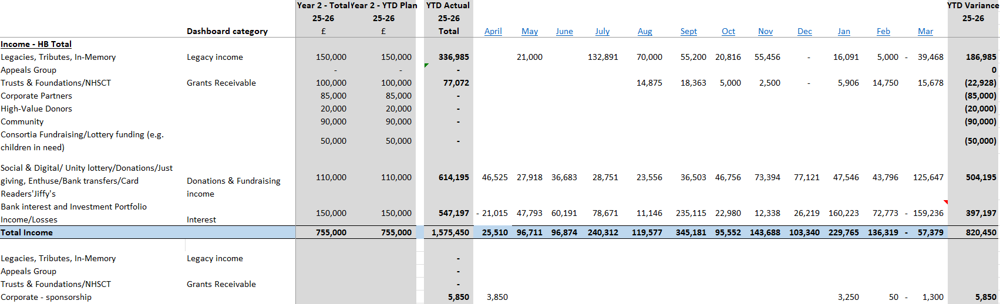 Year 2 - Total Year 2 - YTD Plan YTD Actual YTD Variance
25-26 25-26 25-26 25-26
Dashboard category £ £ Total April May June July Aug Sept Oct Nov Dec Jan Feb Mar
Income - HB Total
Legacies, Tributes, In-Memory Legacy income 150,000 150,000 336,985 21,000 132,891 70,000 55,200 20,816 55,456 - 16,091 5,000 - 39,468 186,985
Appeals Group - - - 0
Trusts & Foundations/NHSCT Grants Receivable 100,000 100,000 77,072 14,875 18,363 5,000 2,500 - 5,906 14,750 15,678 (22,928)
Corporate Partners 85,000 85,000 - (85,000)
High-Value Donors 20,000 20,000 - (20,000)
Community 90,000 90,000 - (90,000)
Consortia Fundraising/Lottery funding (e.g.
children in need) 50,000 50,000 - (50,000)
Social & Digital/ Unity lottery/Donations/Just
giving, Enthuse/Bank transfers/Card Donations & Fundraising 110,000 110,000 614,195 46,525 27,918 36,683 28,751 23,556 36,503 46,756 73,394 77,121 47,546 43,796 125,647 504,195
Readers'Jiffy's income
Bank interest and Investment Portfolio
Income/Losses Interest 150,000 150,000 547,197 - 21,015 47,793 60,191 78,671 11,146 235,115 22,980 12,338 26,219 160,223 72,773 - 159,236 397,197
Total Income 755,000 755,000 1,575,450 25,510 96,711 96,874 240,312 119,577 345,181 95,552 143,688 103,340 229,765 136,319 - 57,379 820,450
Legacies, Tributes, In-Memory Legacy income -
Appeals Group -
Trusts & Foundations/NHSCT Grants Receivable -
Corporate - sponsorship 5,850 3,850 3,250 50 - 1,300 5,850